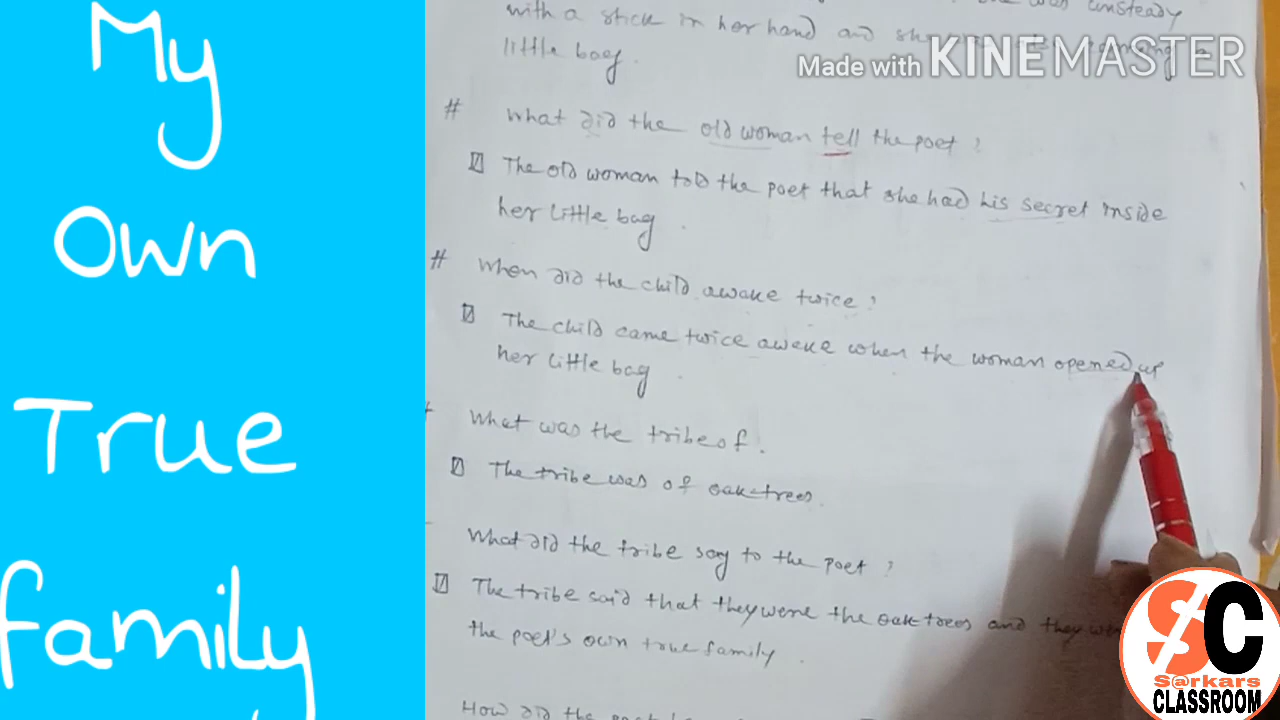 My
Own
True
family
was unsteady
with a stick in her hand and
little bag.
Made with KINEMASTER
# What did the old woman tell the poet?
The old woman told the poet that she had his secret inside
her little bag.
# When did the child awake twice?
The child came twice awake when the woman opened up
her little bag.
What was the tribe of.
The tribe was of oak-trees.
What did the tribe say to the poet?
The tribe said that they were the oak trees and they
the poet's own true family.
How did the
SC
S@rkars
CLASSROOM